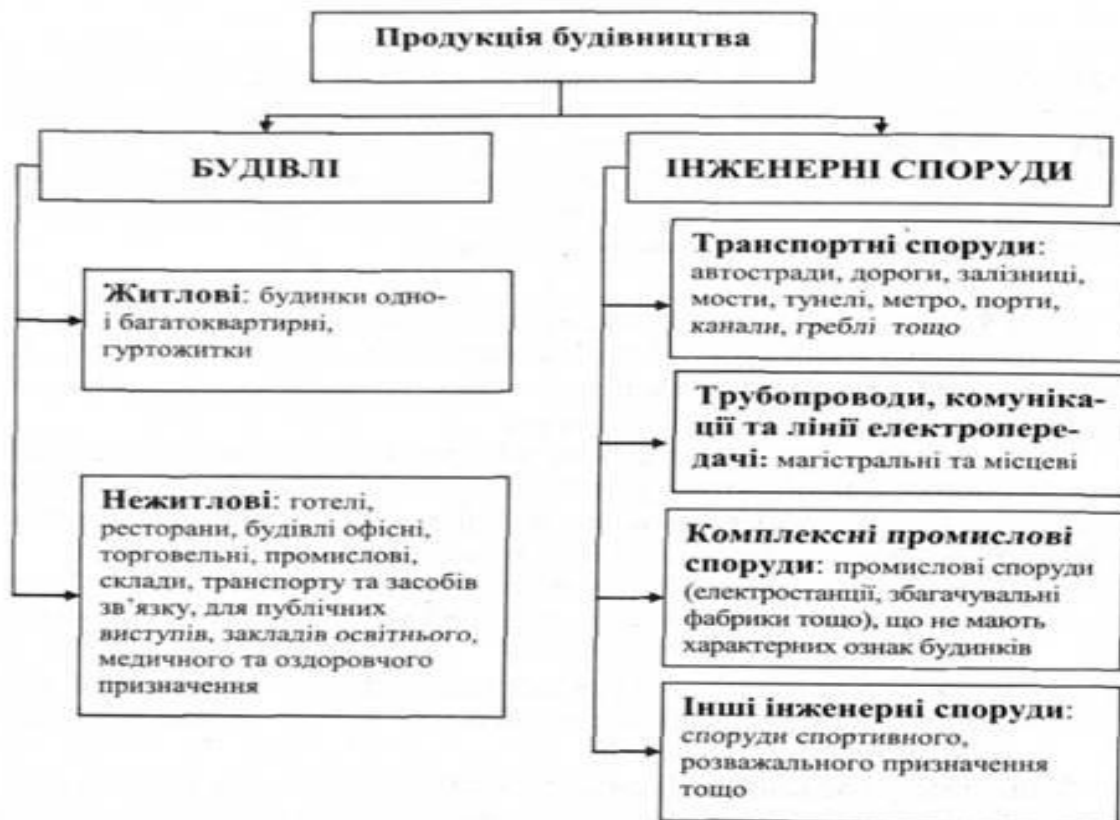 Продукція будівництва
БУДІВЛІ
Житлові: будинки одно-
і багатоквартирні,
гуртожитки
Нежитлові: готелі,
ресторани, будівлі офісні,
торговельні, промислові,
склади, транспорту та засобів
зв’язку, для публічних
виступів, закладів освітнього,
медичного та оздоровчого
призначення
ІНЖЕНЕРНІ СПОРУДИ
Транспортні споруди:
автостради, дороги, залізниці,
мости, тунелі, метро, порти,
канали, греблі тощо
Трубопроводи, комуніка-
ції та лінії електропере-
дачі: магістральні та місцеві
Комплексні промислові
споруди: промислові споруди
(електростанції, збагачувальні
фабрики тощо), що не мають
характерних ознак будинків
Інші інженерні споруди:
споруди спортивного,
розважального призначення
тощо